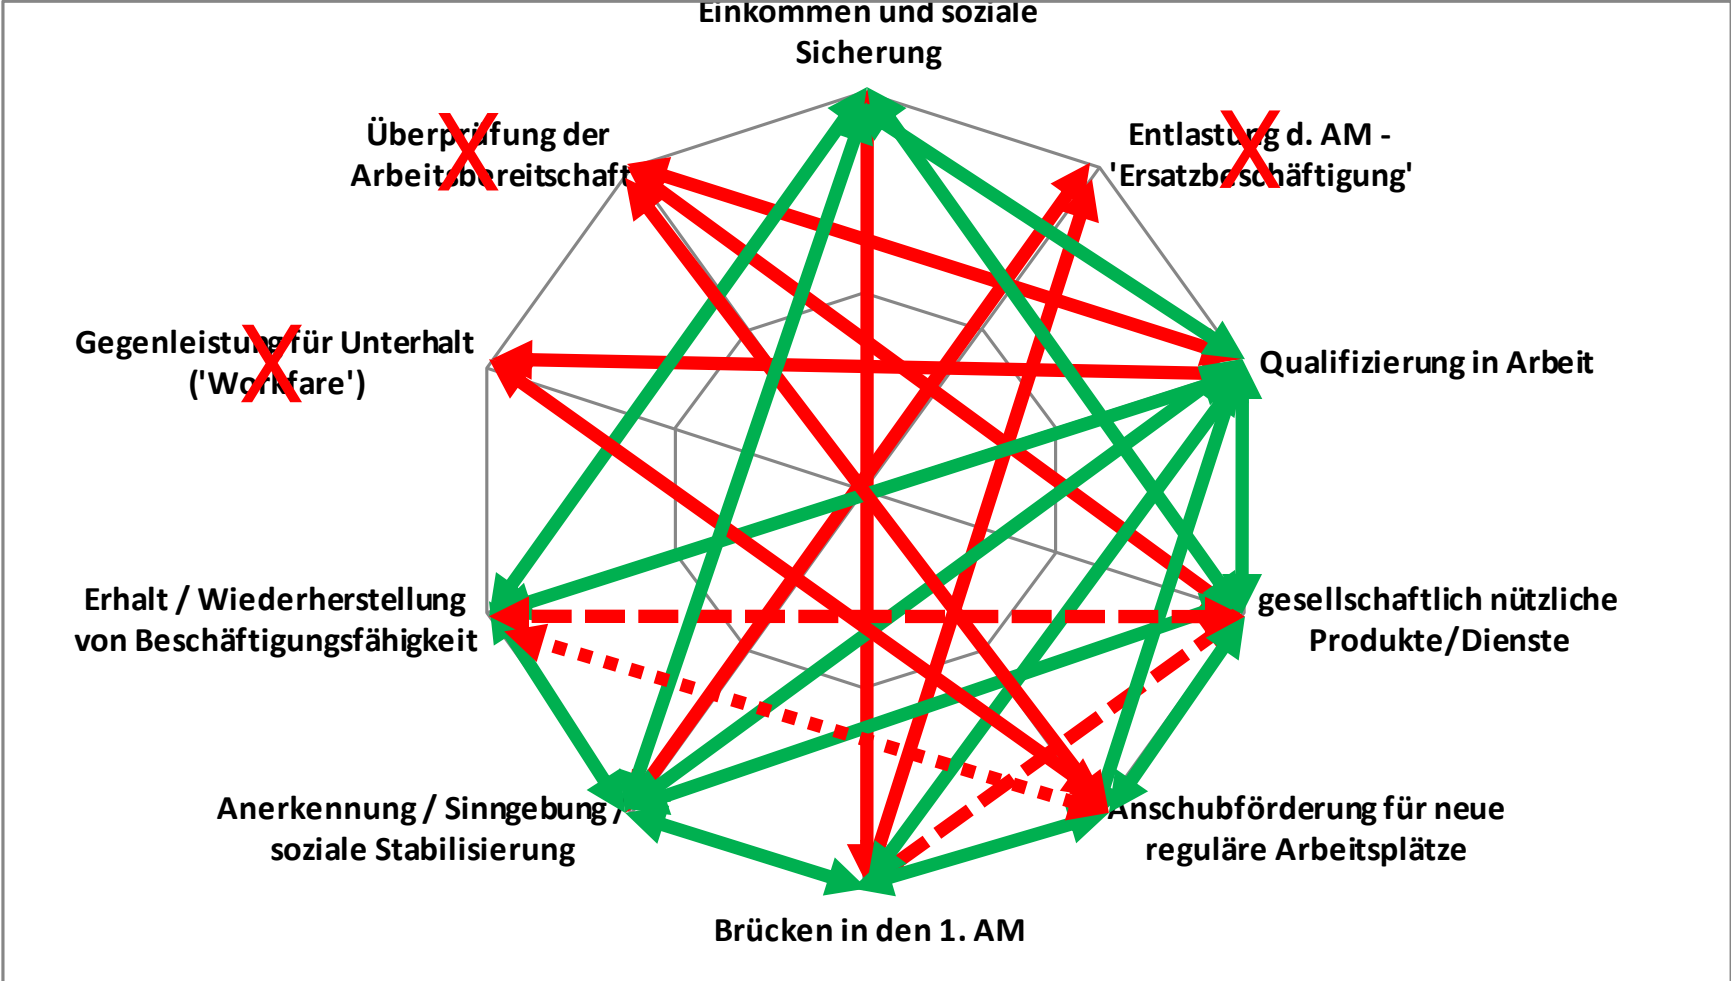 Einkommen und soziale
Sicherung
Überprüfung der
Arbeitsbereitschaft
Entlastung d. AM -
'Ersatzbeschäftigung'
Gegenleistung für Unterhalt
('Workfare')
Qualifizierung in Arbeit
Erhalt / Wiederherstellung
von Beschäftigungsfähigkeit
gesellschaftlich nützliche
Produkte/Dienste
Anerkennung / Sinngebung /
soziale Stabilisierung
Anschubförderung für neue
reguläre Arbeitsplätze
Brücken in den 1. AM
X
X
X